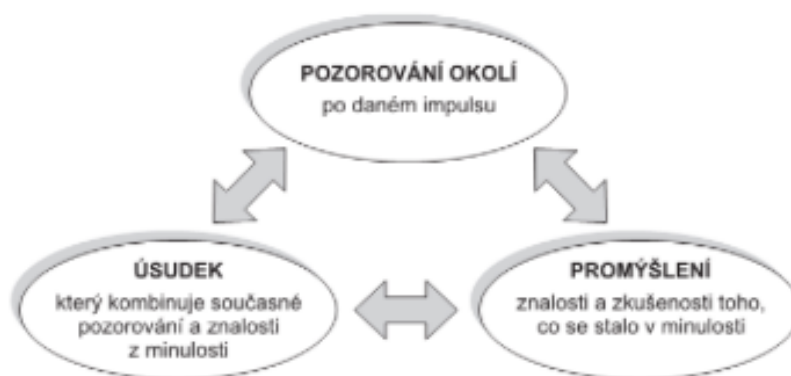 POZOROVÁNÍ OKOLÍ
po daném impulsu
ÚSUDEK
který kombinuje současné
pozorování a znalosti
z minulosti
PROMÝŠLENÍ
znalosti a zkušenosti toho,
co se stalo v minulosti